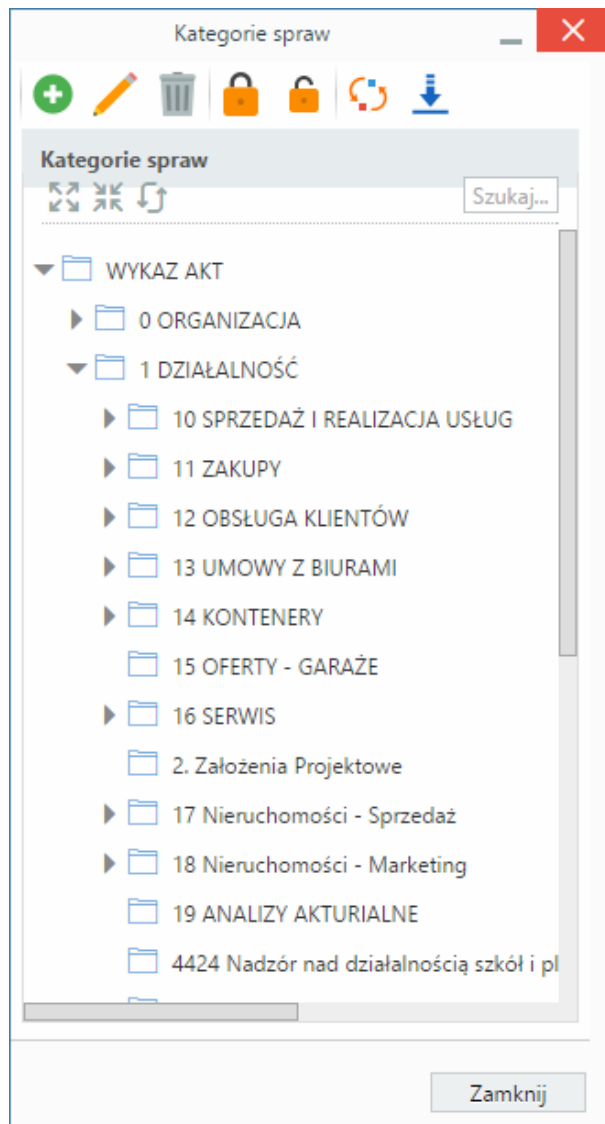 Kategorie spraw
Kategorie spraw
Szukaj...
WYKAZ AKT
0 ORGANIZACJA
1 DZIAŁALNOŚĆ
10 SPRZEDAŻ I REALIZACJA USŁUG
11 ZAKUPY
12 OBSŁUGA KLIENTÓW
13 UMOWY Z BIURAMI
14 KONTENERY
15 OFERTY - GARAŻE
16 SERWIS
2. Założenia Projektowe
17 Nieruchomości - Sprzedaż
18 Nieruchomości - Marketing
19 ANALIZY AKTURIALNE
4424 Nadzór nad działalnością szkół i pl
Zamknij